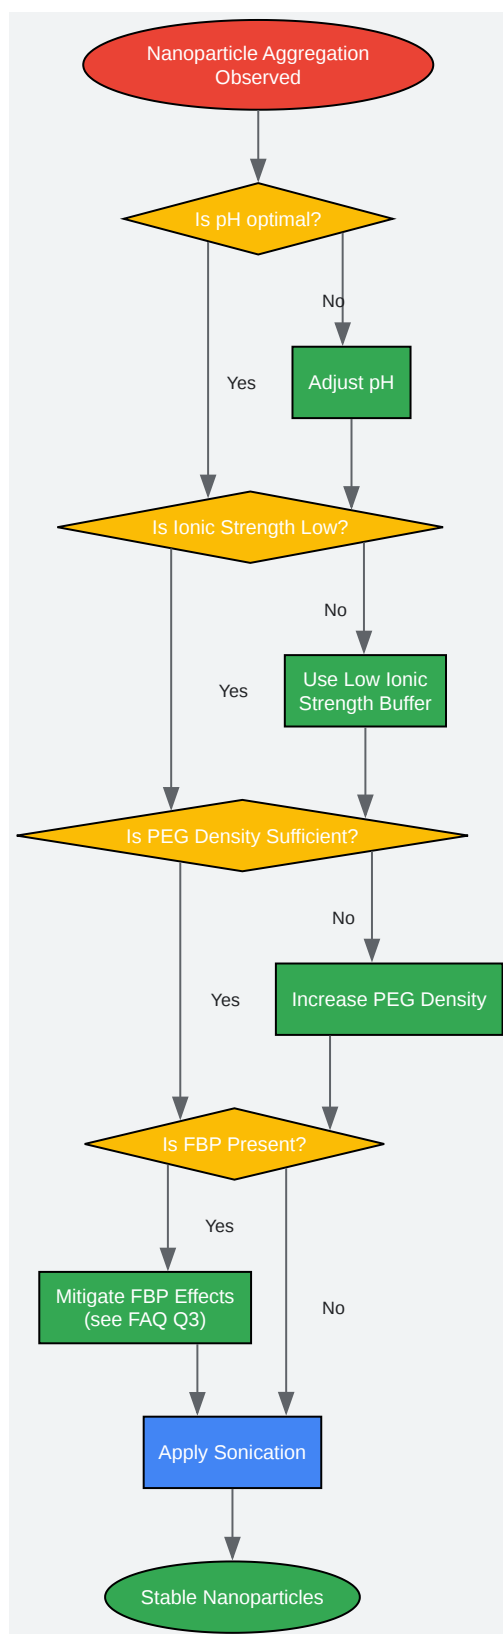 Nanoparticle Aggregation
Observed
Is pH optimal?
No
Yes
Adjust pH
Is Ionic Strength Low?
No
Use Low Ionic
Strength Buffer
Yes
Is PEG Density Sufficient?
No
Yes
Increase PEG Density
Is FBP Present?
Yes
Mitigate FBP Effects
(see FAQ Q3)
No
Apply Sonication
Stable Nanoparticles